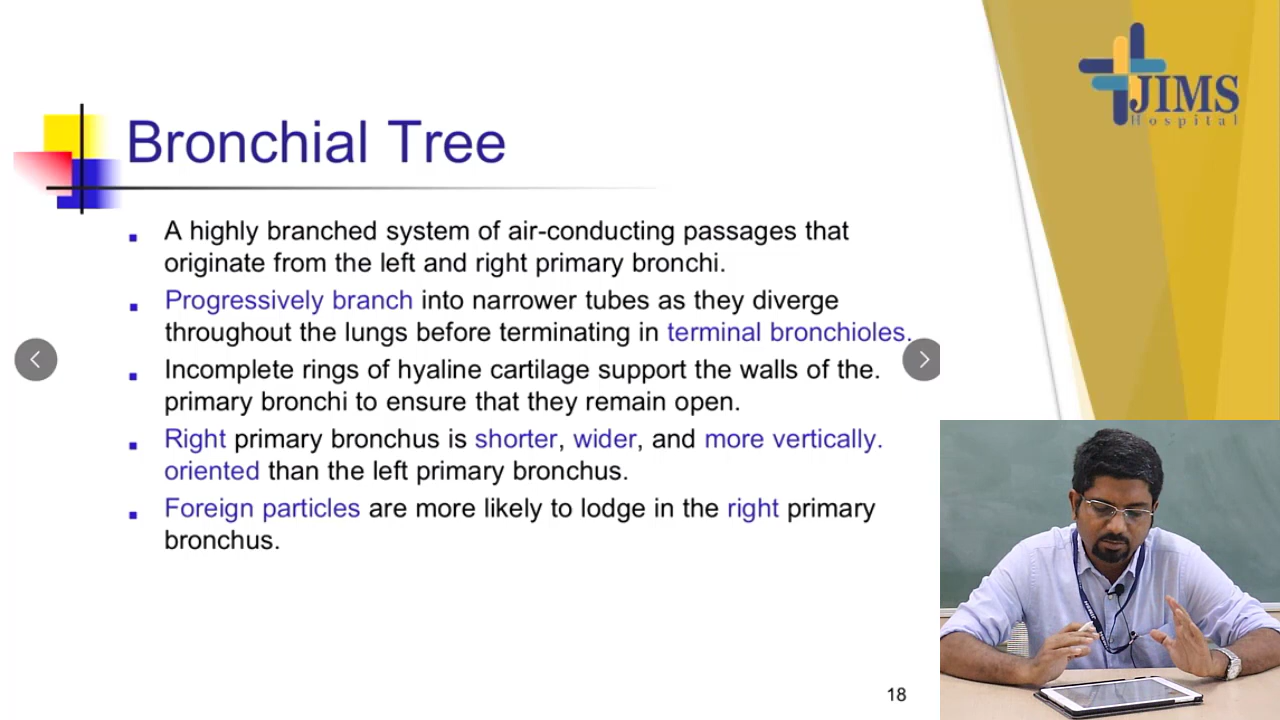 JIMS
Hospital
Bronchial Tree
A highly branched system of air-conducting passages that
originate from the left and right primary bronchi.
Progressively branch into narrower tubes as they diverge
throughout the lungs before terminating in terminal bronchioles.
Incomplete rings of hyaline cartilage support the walls of the.
primary bronchi to ensure that they remain open.
Right primary bronchus is shorter, wider, and more vertically.
oriented than the left primary bronchus.
Foreign particles are more likely to lodge in the right primary
bronchus.
18